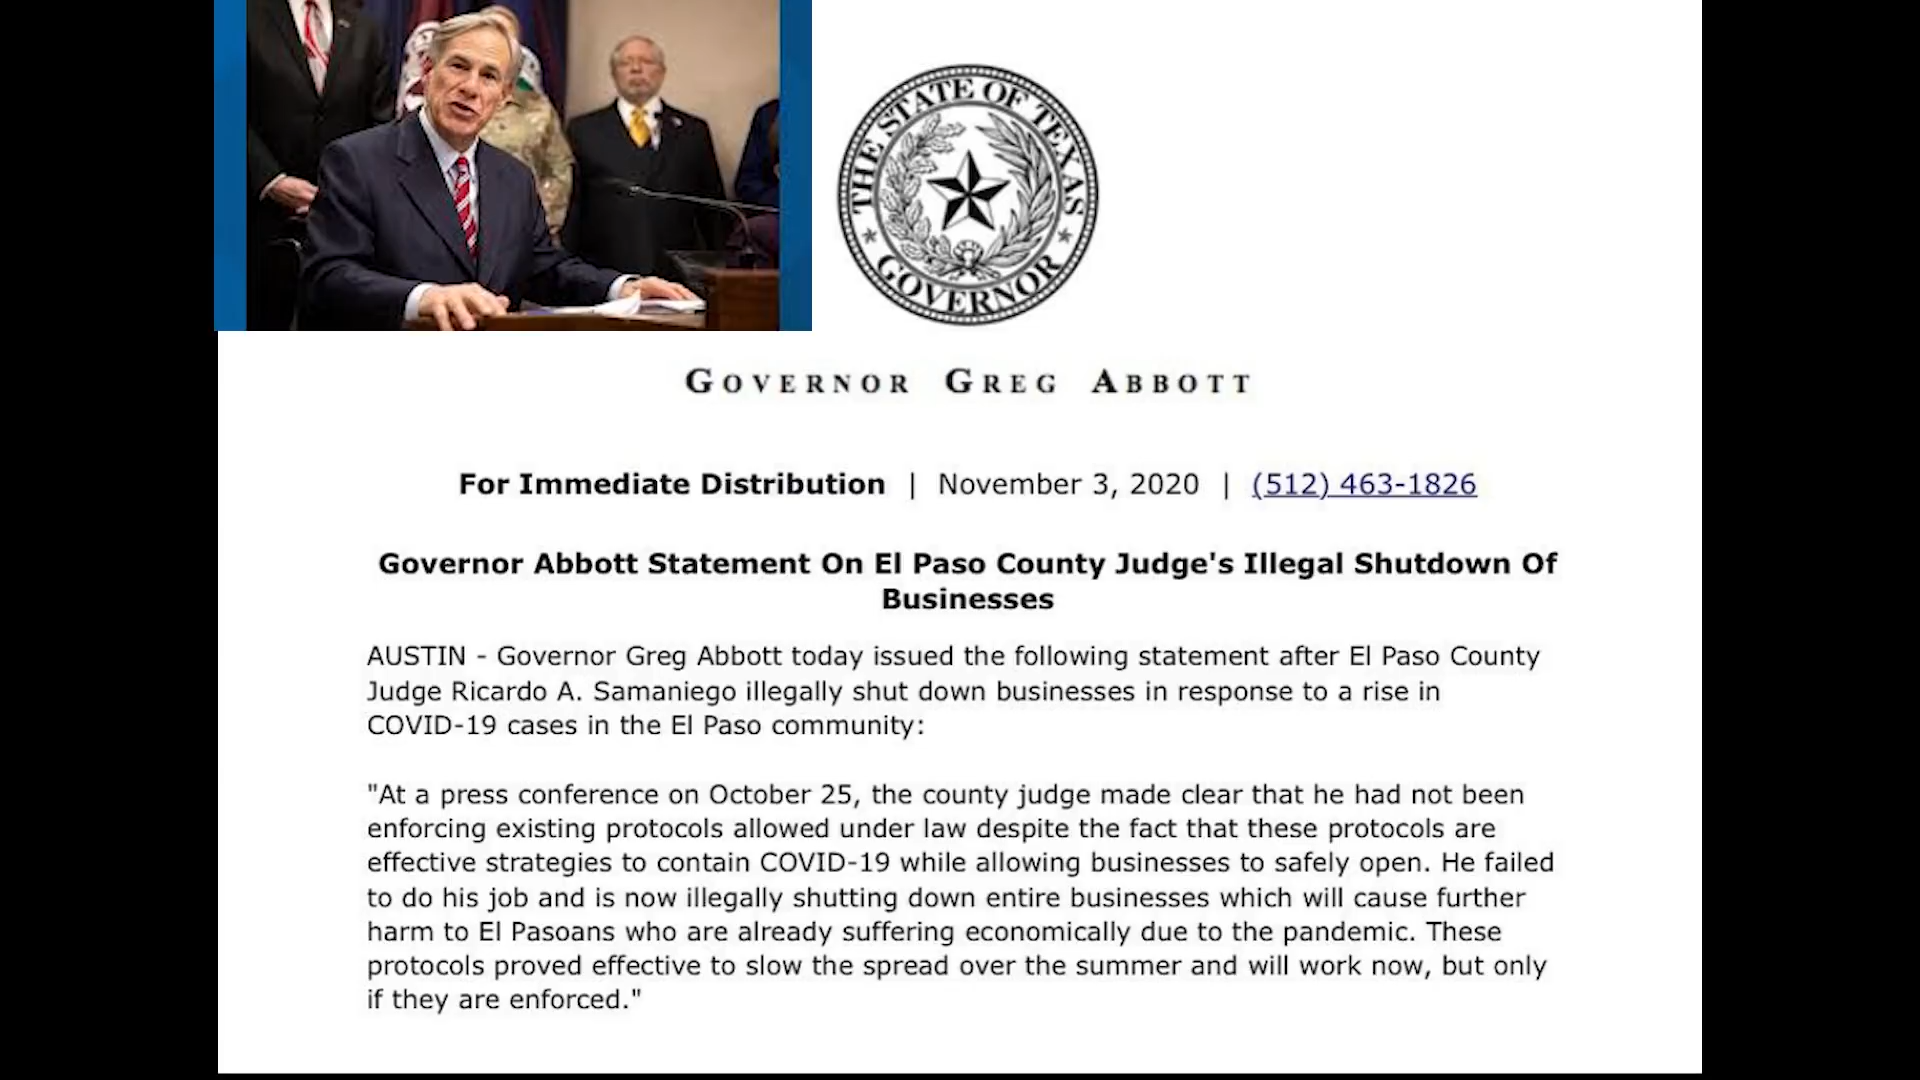 THE STATE OF TEXAS
GOVERNOR
GOVERNOR GREG ABBOTT
For Immediate Distribution | November 3, 2020 | (512) 463-1826
Governor Abbott Statement On El Paso County Judge's Illegal Shutdown Of
Businesses
AUSTIN - Governor Greg Abbott today issued the following statement after El Paso County
Judge Ricardo A. Samaniego illegally shut down businesses in response to a rise in
COVID-19 cases in the El Paso community:
"At a press conference on October 25, the county judge made clear that he had not been
enforcing existing protocols allowed under law despite the fact that these protocols are
effective strategies to contain COVID-19 while allowing businesses to safely open. He failed
to do his job and is now illegally shutting down entire businesses which will cause further
harm to El Pasoans who are already suffering economically due to the pandemic. These
protocols proved effective to slow the spread over the summer and will work now, but only
if they are enforced."